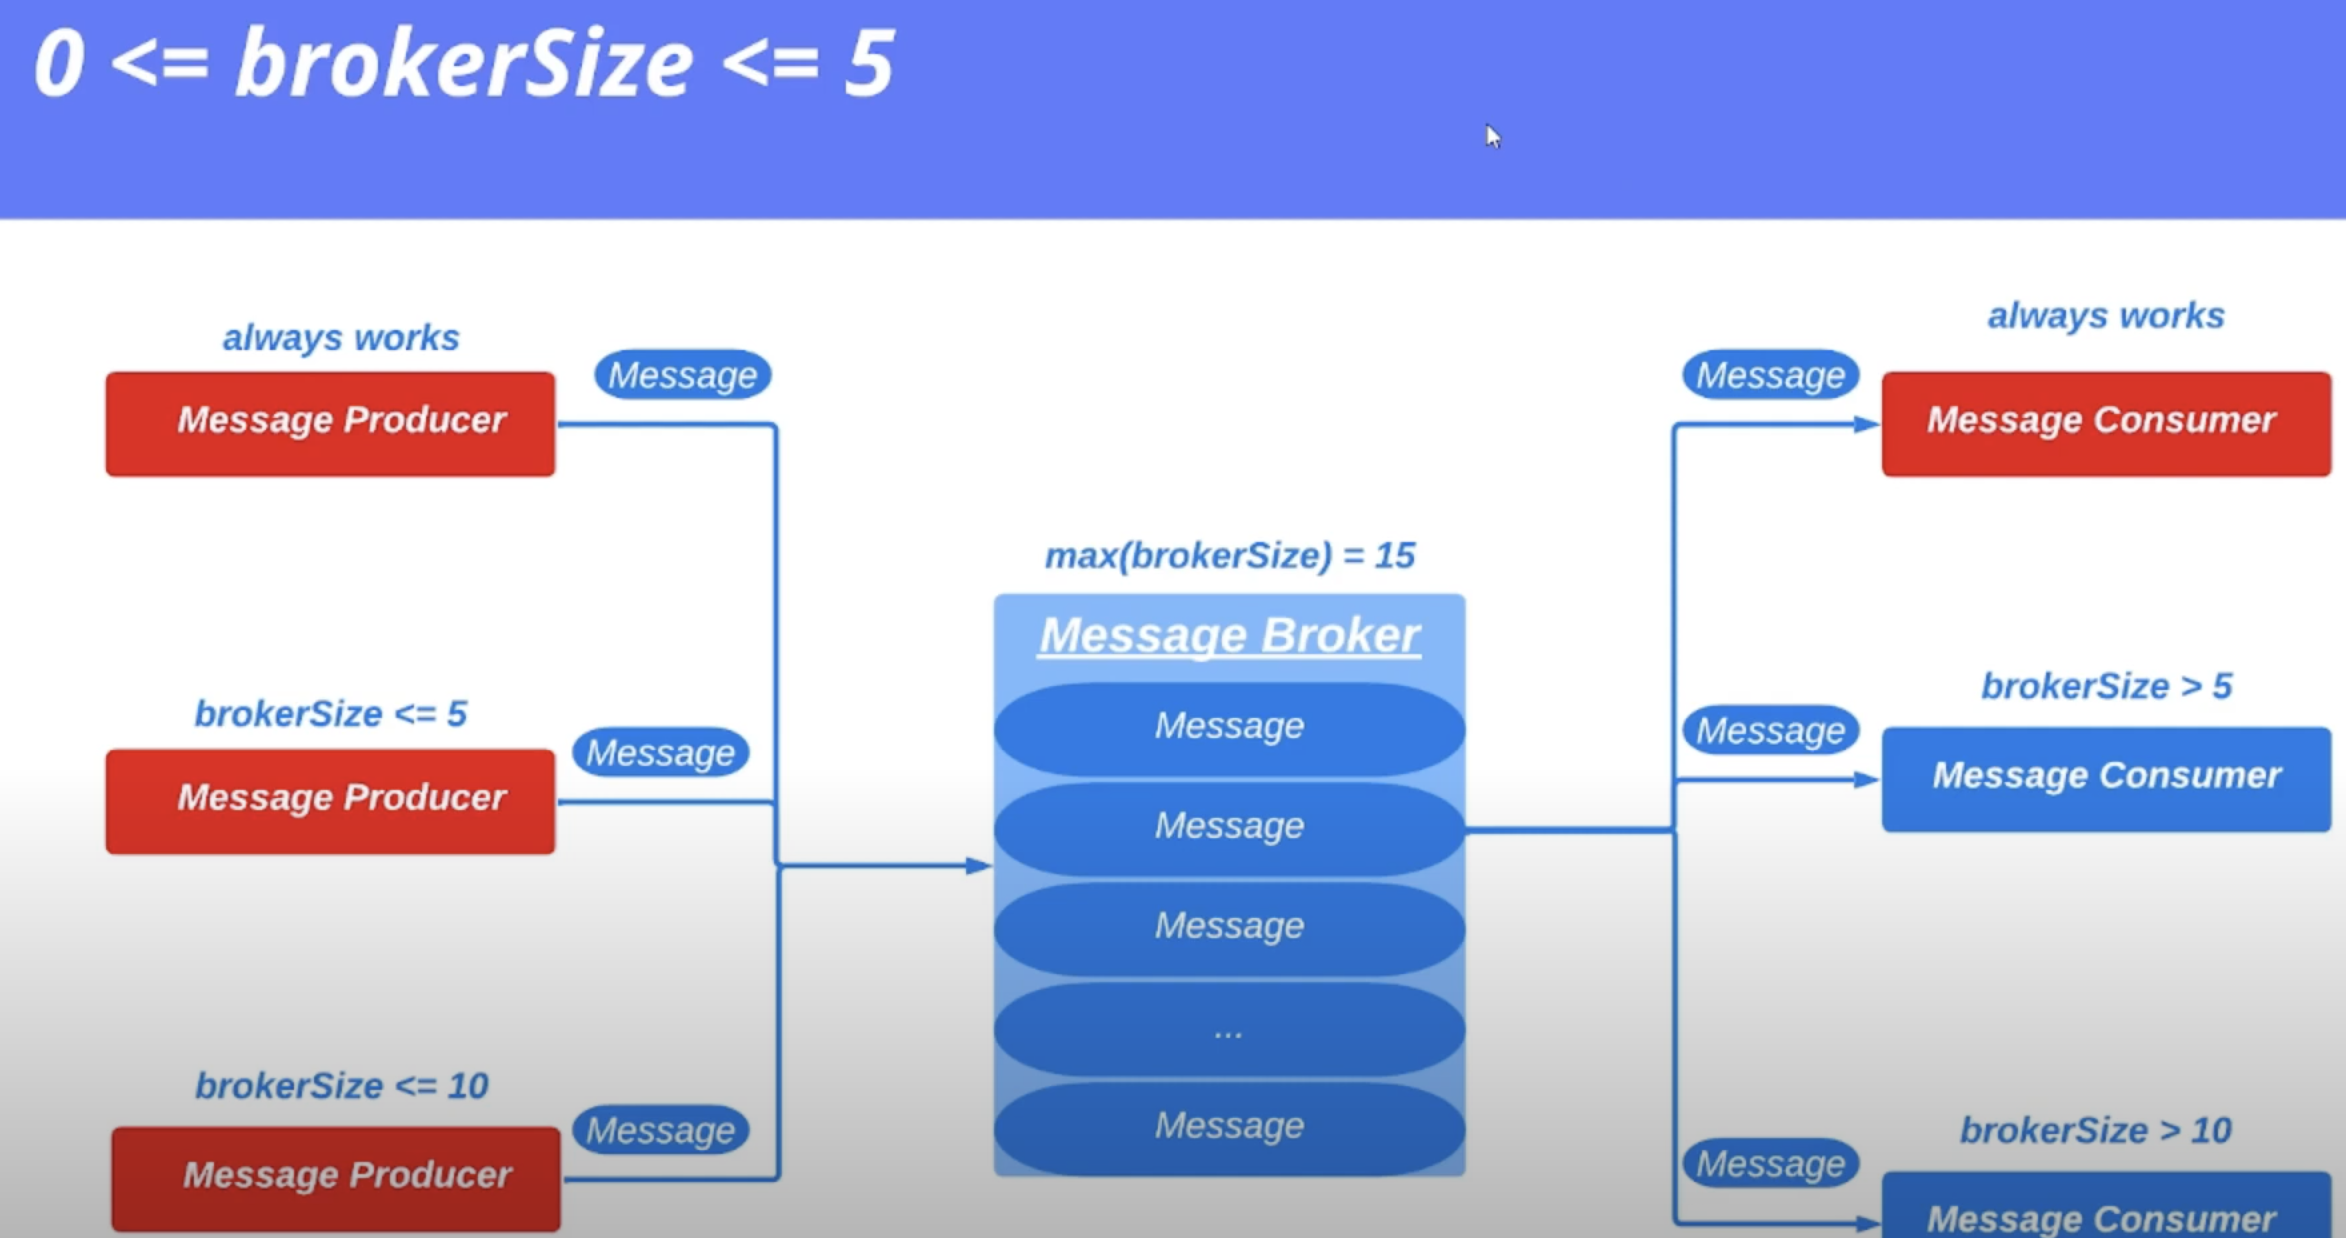 0 <= brokerSize <= 5
always works
Message Producer
Message
brokerSize <= 5
Message Producer
Message
brokerSize <= 10
Message Producer
Message
max(brokerSize) = 15
Message Broker
Message
Message
Message
...
Message
always works
Message
Message Consumer
brokerSize > 5
Message
Message Consumer
brokerSize > 10
Message
Message Consumer